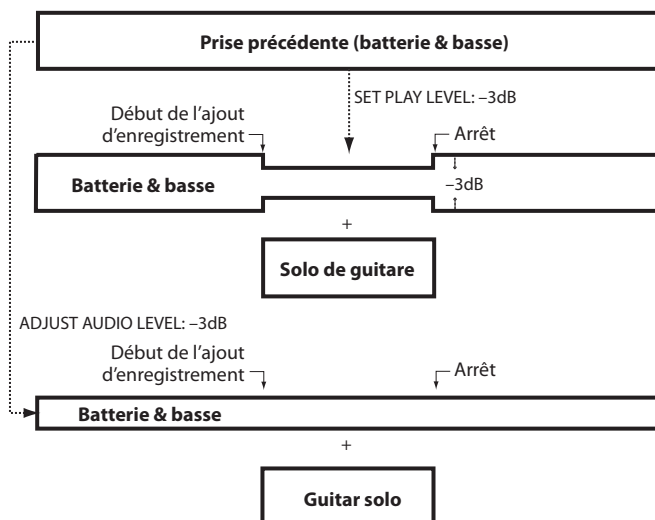 Prise précédente (batterie & basse)
SET PLAY LEVEL: –3dB
Début de l’ajout
d’enregistrement
Arrêt
Batterie & basse
–3dB
+
Solo de guitare
ADJUST AUDIO LEVEL: –3dB
Début de l’ajout
d’enregistrement
Arrêt
Batterie & basse
+
Guitar solo